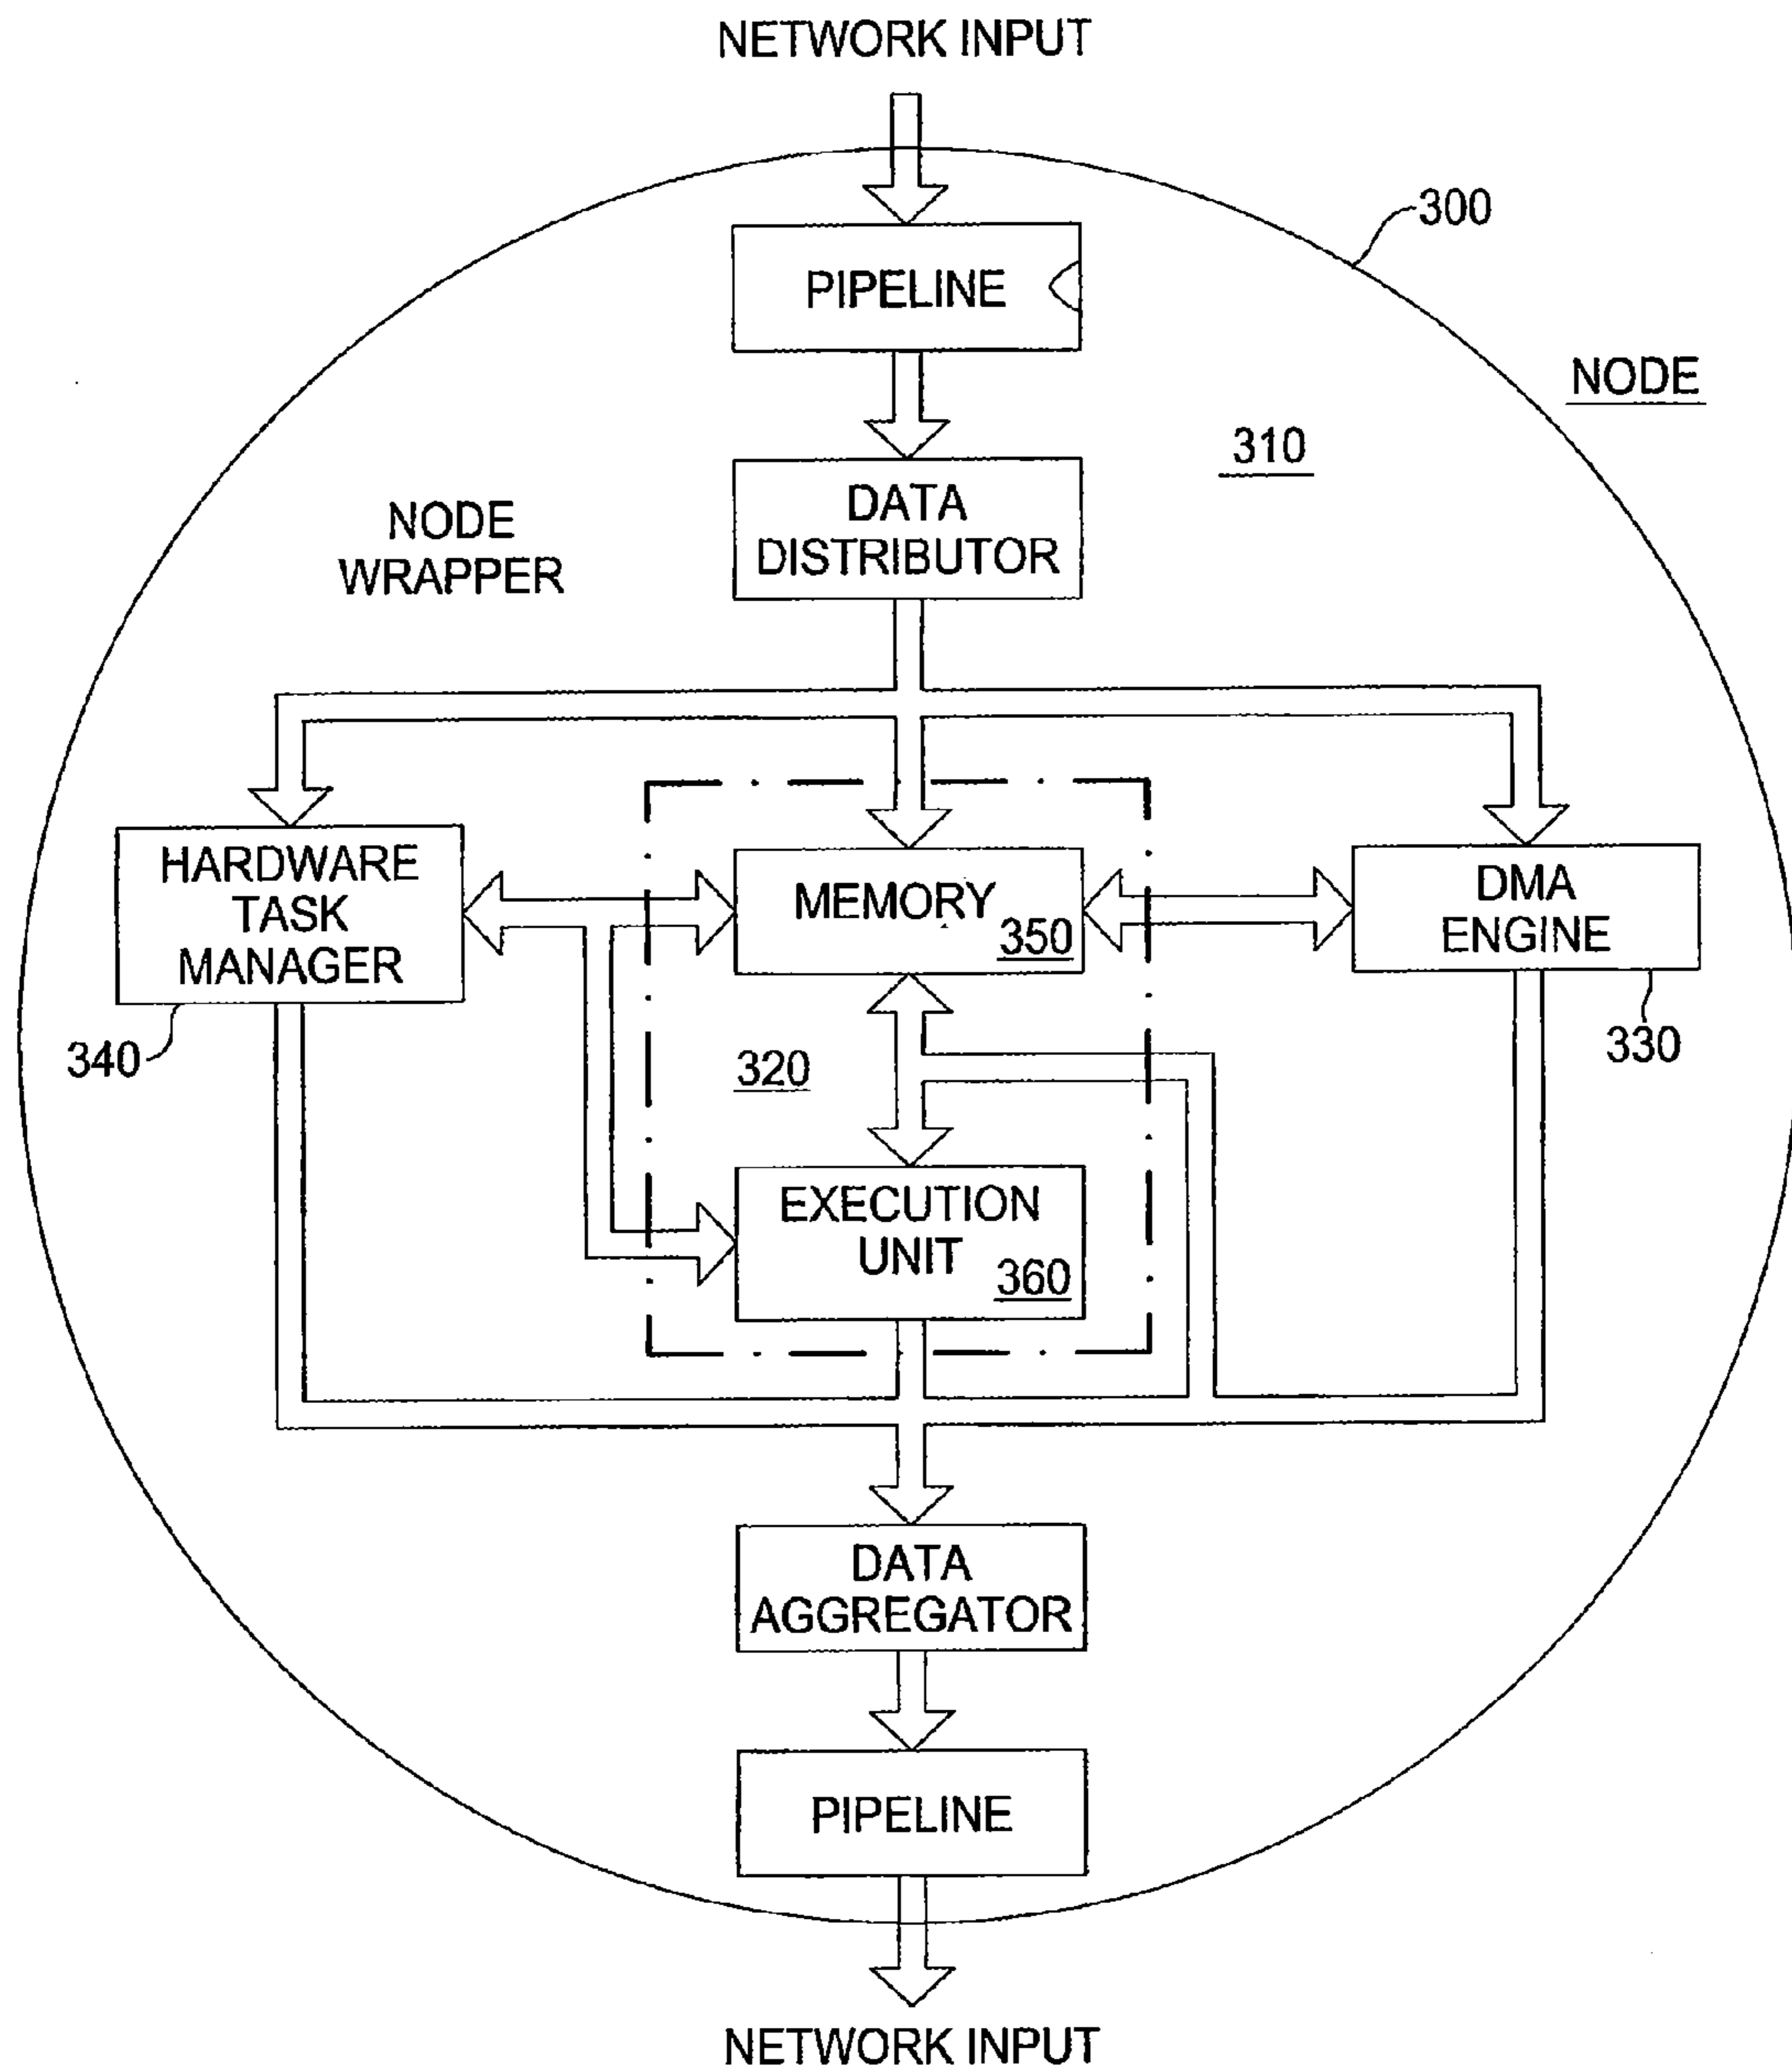 NETWORK INPUT
300
PIPELINE
NODE
310
DATA
DISTRIBUTOR
NODE
WRAPPER
HARDWARE
TASK
MANAGER
340
MEMORY
350
DMA
ENGINE
330
320
EXECUTION
UNIT
360
DATA
AGGREGATOR
PIPELINE
NETWORK INPUT